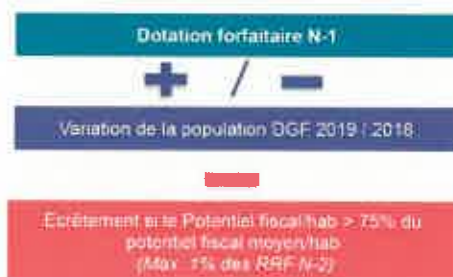 Dotation forfaitaire N-1
+ / -
Variation de la population DGF 2019 / 2018
-
Ecrêtement si le Potentiel fiscal/hab > 75% du
potentiel fiscal moyen/hab
(Max. 1% des RRF N-2)